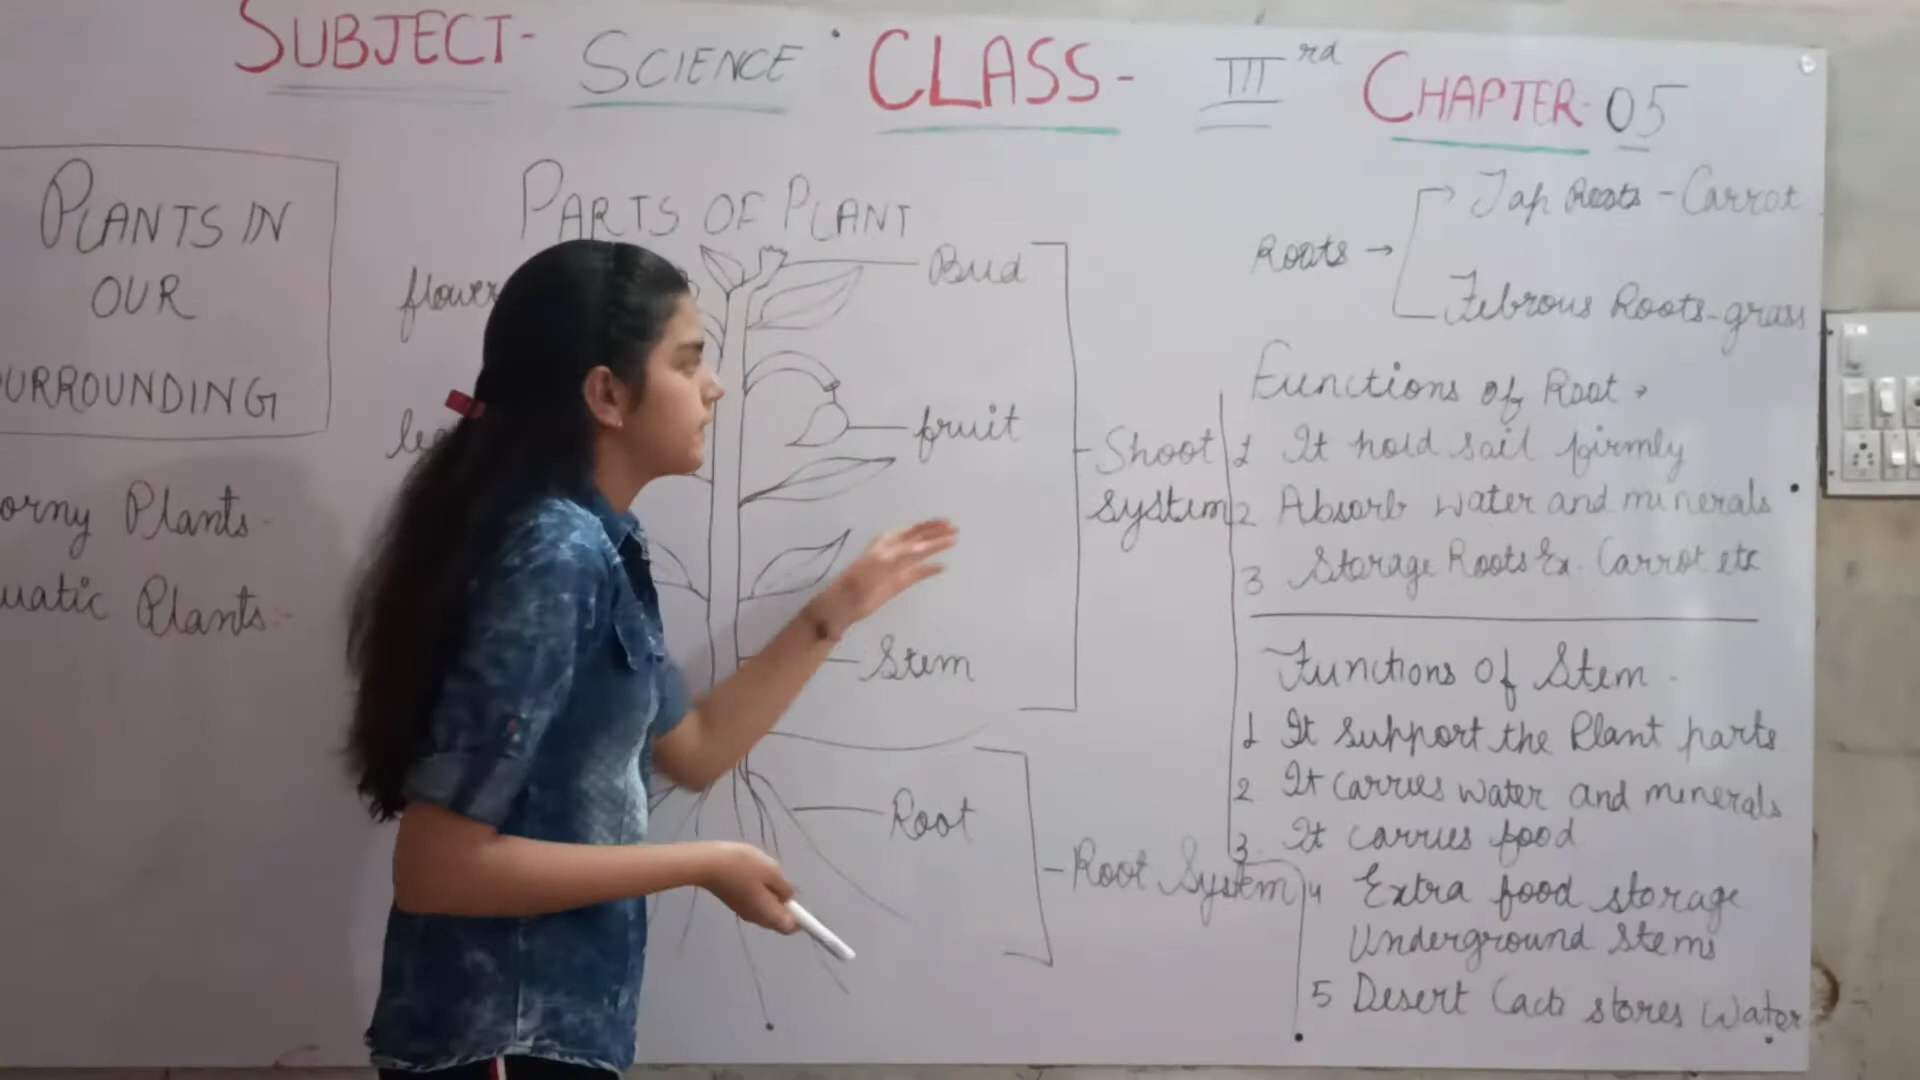 SUBJECT- SCIENCE CLASS- IIIrd CHAPTER-05
PLANTS IN
OUR
URROUNDING
orny Plants-
uatic Plants-
PARTS OF PLANT
flower
Bud
fruit
Stem
Root
Shoot
system
Root System
Roots →
Tap Roots - Carrot
Febrous Roots-grass
Functions of Root →
1 It hold soil firmly
2 Absorb water and minerals
3 Storage Roots Ex. Carrot etc
Functions of Stem-
1 It support the Plant parts
2 It carries water and minerals
3. It carries food
4 Extra food storage
Underground Stems
5 Desert Cacti stores water